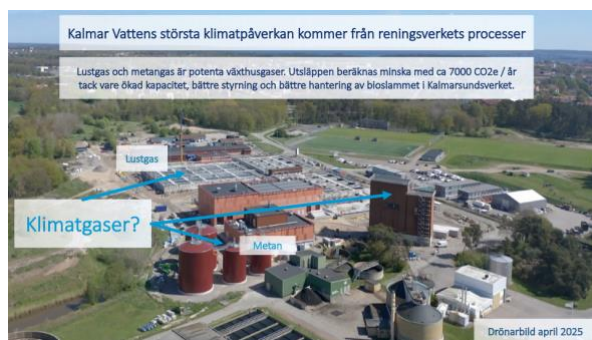 Kalmar Vattens största klimatpåverkan kommer från reningsverkets processer
Lustgas och metangas är potenta växthusgaser. Utsläppen beräknas minska med ca 7000 CO2e / år
tack vare ökad kapacitet, bättre styrning och bättre hantering av bioslammet i Kalmarsundsverket.
Lustgas
Klimatgaser?
Metan
Drönarbild april 2025